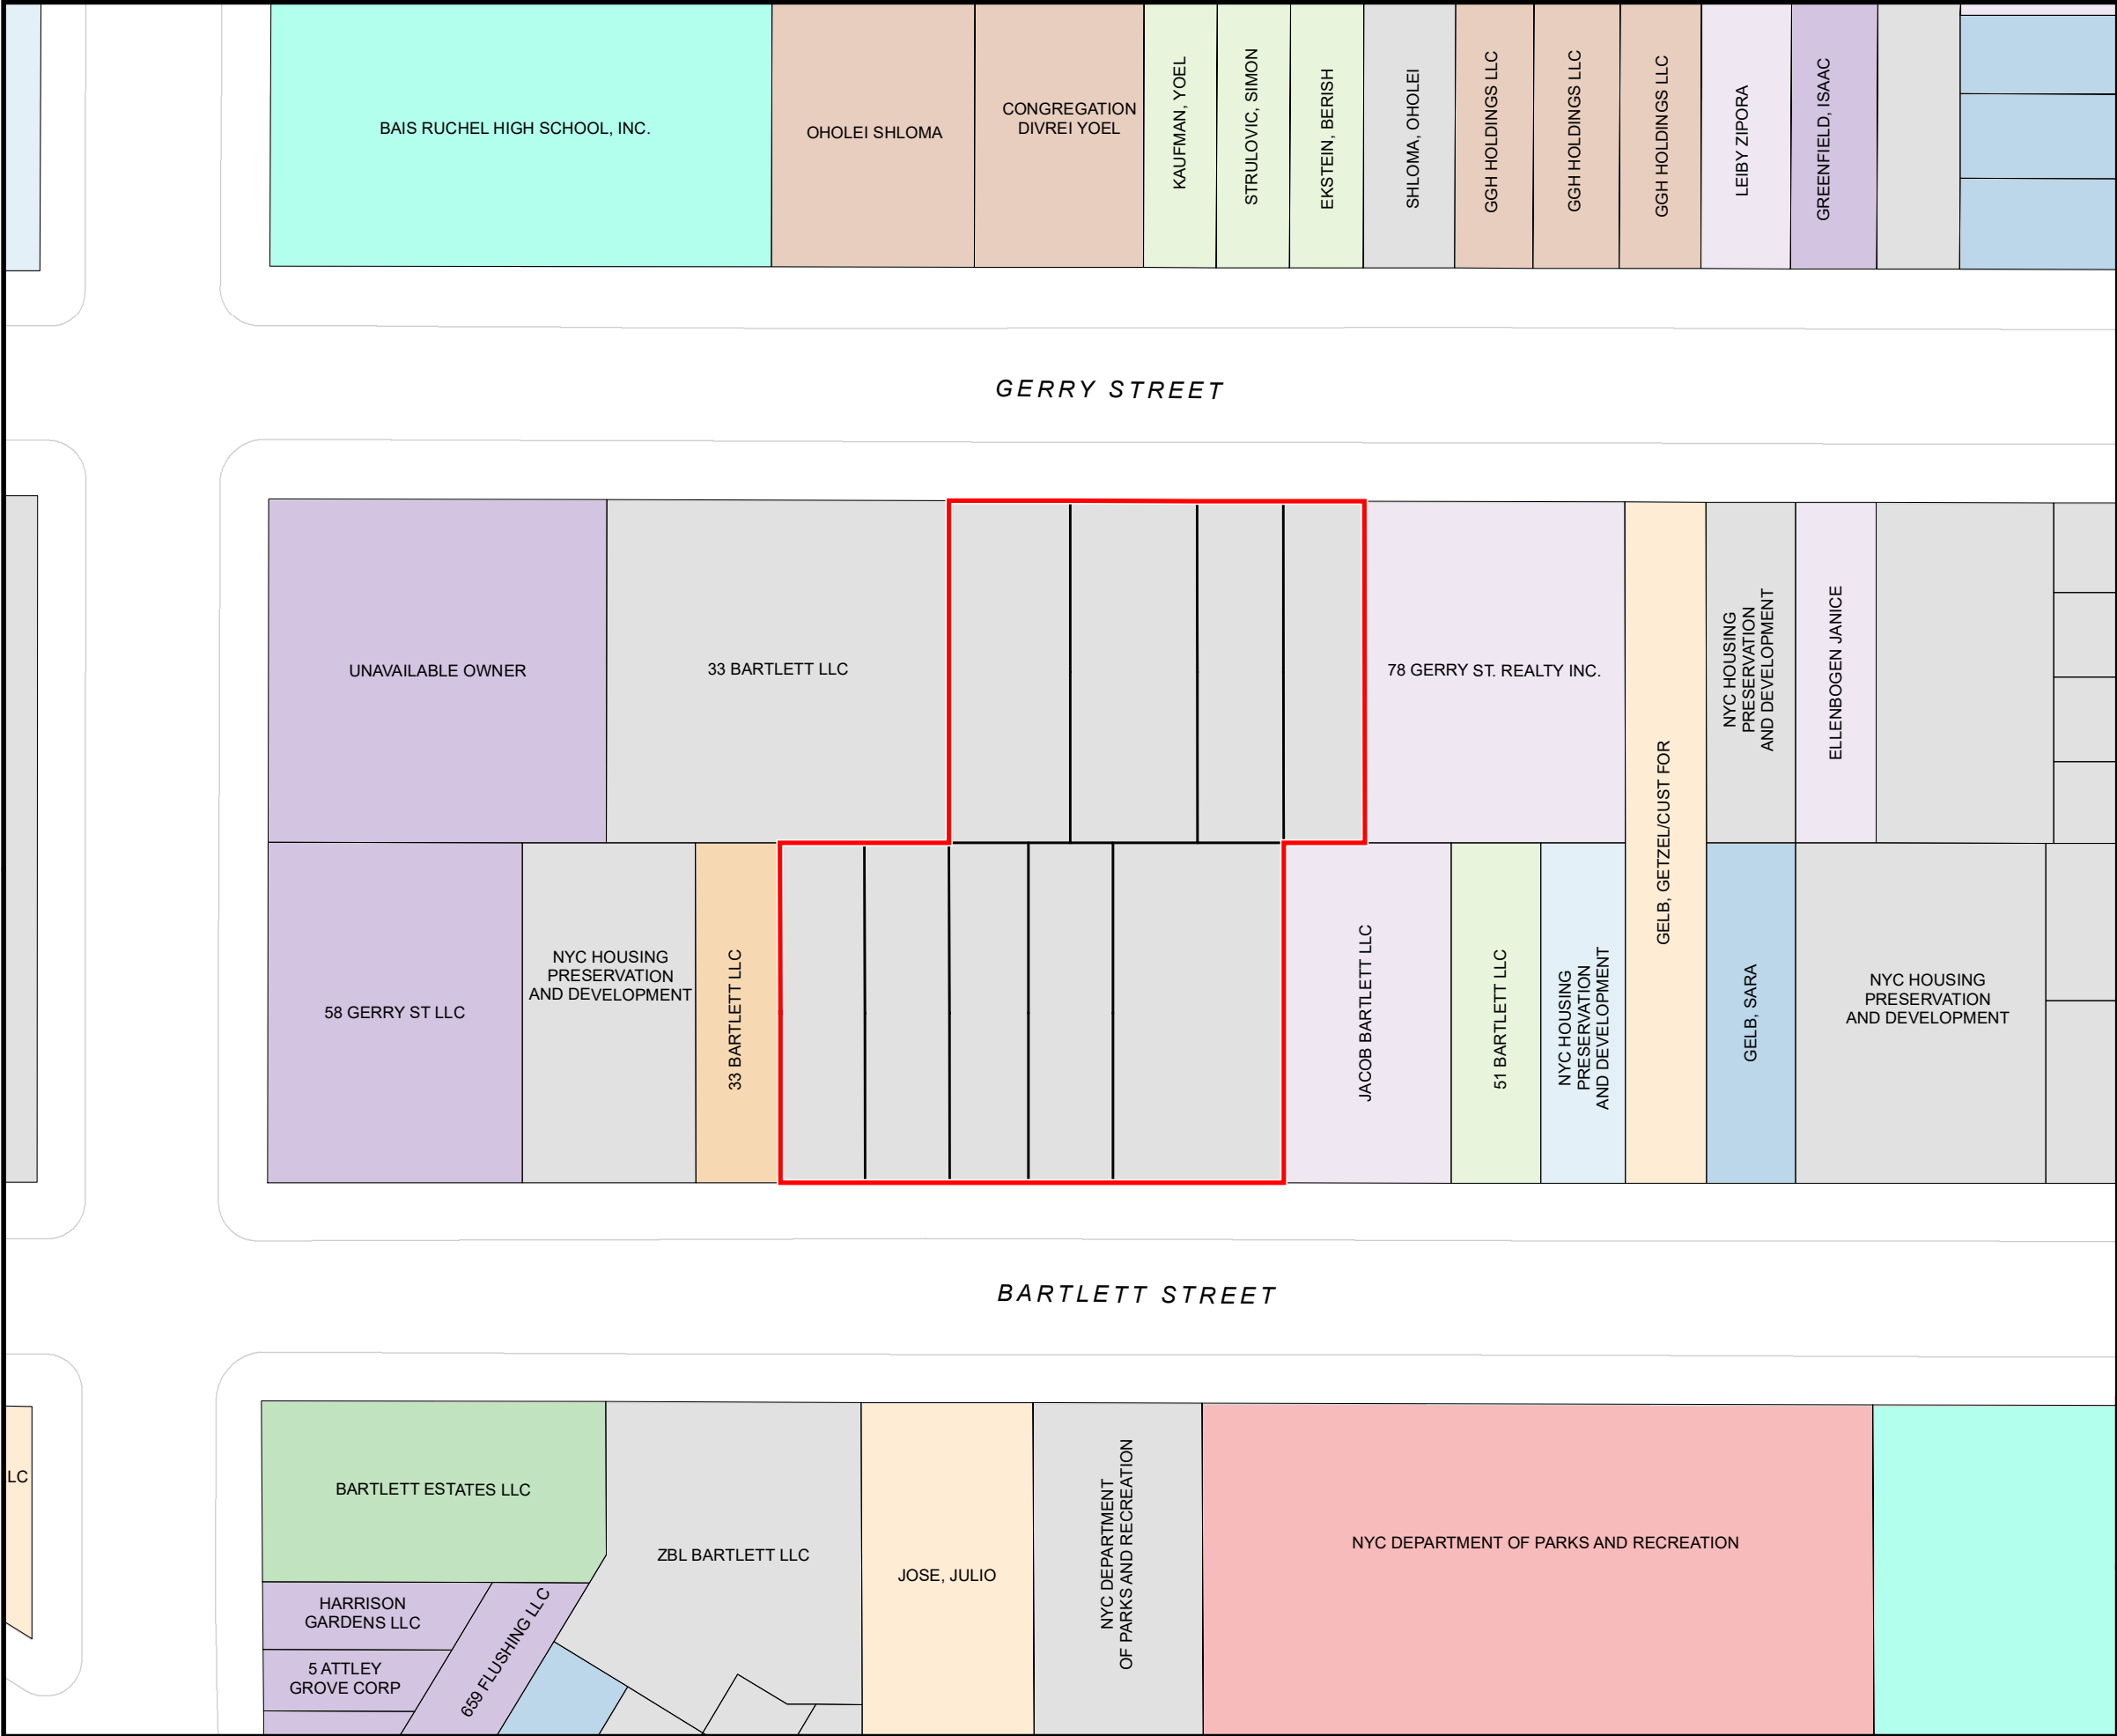 BAIS RUCHEL HIGH SCHOOL, INC.
OHOLEI SHLOMA
CONGREGATION
DIVREI YOEL
KAUFMAN, YOEL
STRULOVIC, SIMON
EKSTEIN, BERISH
SHLOMA, OHOLEI
GGH HOLDINGS LLC
GGH HOLDINGS LLC
GGH HOLDINGS LLC
LEIBY ZIPORA
GREENFIELD, ISAAC
GERRY STREET
UNAVAILABLE OWNER
33 BARTLETT LLC
78 GERRY ST. REALTY INC.
GELB, GETZEL/CUST FOR
NYC HOUSING
PRESERVATION
AND DEVELOPMENT
ELLENBOGEN JANICE
58 GERRY ST LLC
NYC HOUSING
PRESERVATION
AND DEVELOPMENT
33 BARTLETT LLC
JACOB BARTLETT LLC
51 BARTLETT LLC
NYC HOUSING
PRESERVATION
AND DEVELOPMENT
GELB, SARA
NYC HOUSING
PRESERVATION
AND DEVELOPMENT
BARTLETT STREET
LC
BARTLETT ESTATES LLC
HARRISON
GARDENS LLC
5 ATTLEY
GROVE CORP
659 FLUSHING LLC
ZBL BARTLETT LLC
JOSE, JULIO
NYC DEPARTMENT
OF PARKS AND RECREATION
NYC DEPARTMENT OF PARKS AND RECREATION